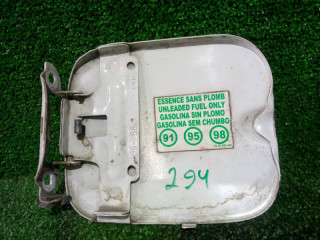 ESSENCE SANS PLOMB
UNLEADED FUEL ONLY
GASOLINA SIN PLOMO
GASOLINA SEM CHUMBO
91 95 98
294